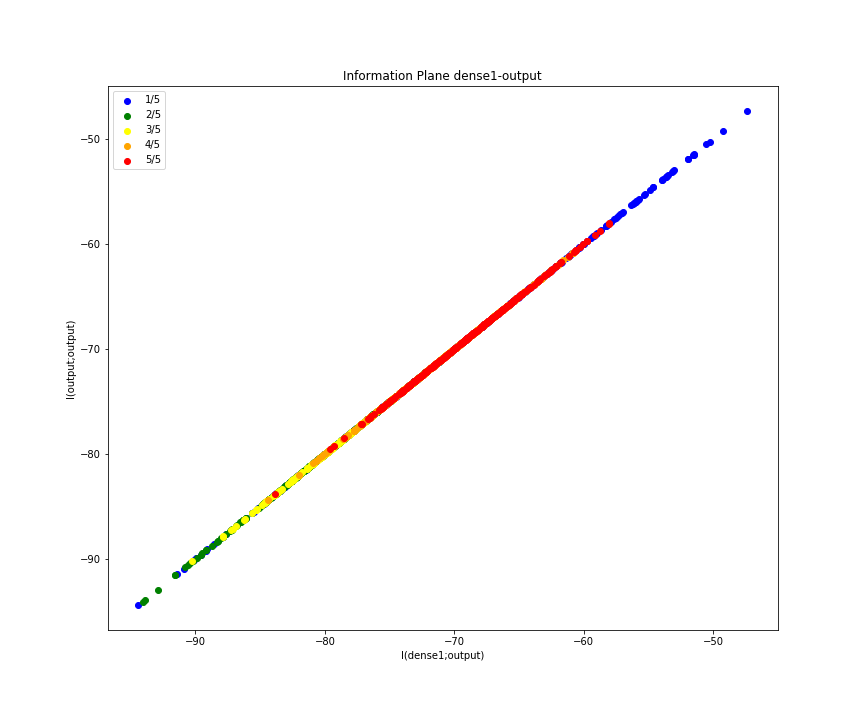 Information Plane dense1-output
1/5
2/5
3/5
4/5
5/5
I(output;output)
−50
−60
−70
−80
−90
−90 −80 −70 −60 −50
I(dense1;output)